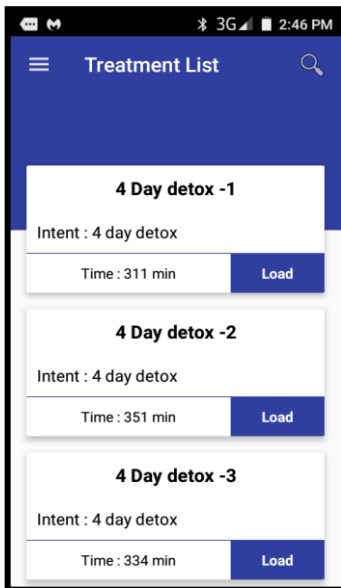 3G 2:46 PM
Treatment List
4 Day detox -1
Intent : 4 day detox
Time : 311 min Load
4 Day detox -2
Intent : 4 day detox
Time : 351 min Load
4 Day detox -3
Intent : 4 day detox
Time : 334 min Load